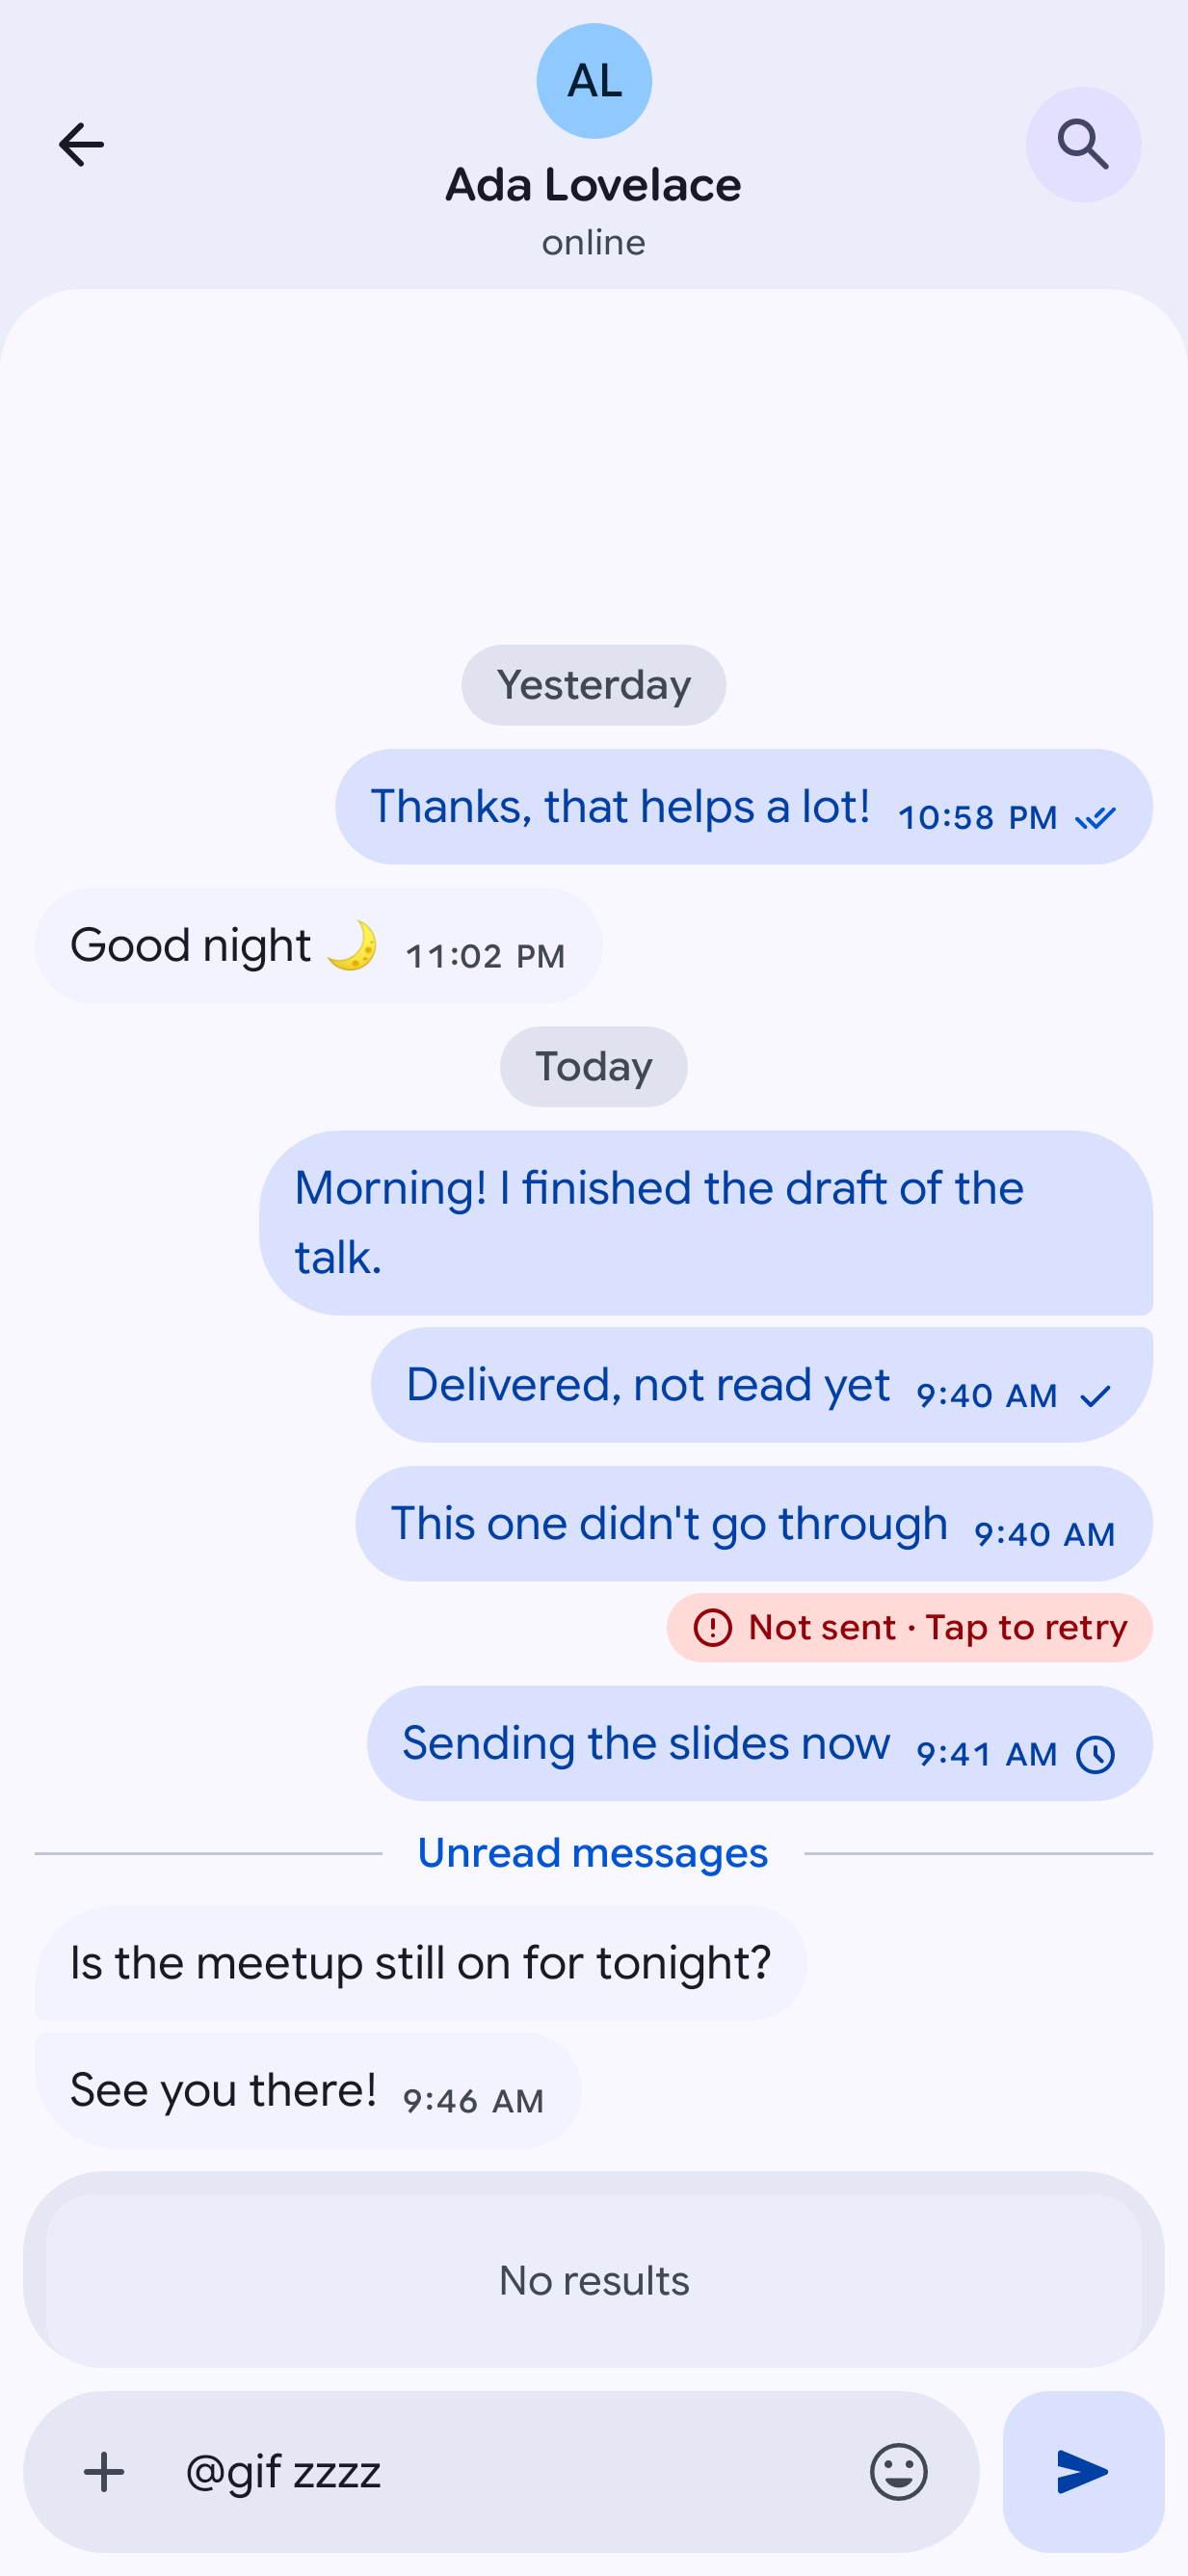 AL
Ada Lovelace
online
Yesterday
Thanks, that helps a lot! 10:58 PM
Good night 🌙 11:02 PM
Today
Morning! I finished the draft of the
talk.
Delivered, not read yet 9:40 AM
This one didn't go through 9:40 AM
Not sent · Tap to retry
Sending the slides now 9:41 AM
Unread messages
Is the meetup still on for tonight?
See you there! 9:46 AM
No results
@gif zzzz